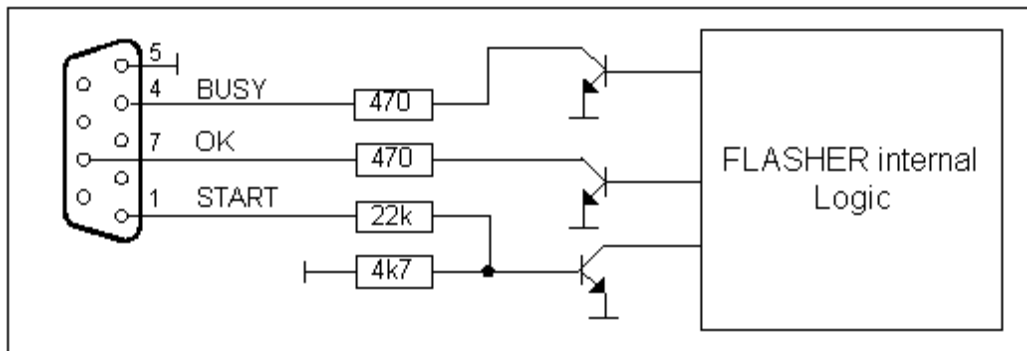 5
4 BUSY 470
7 OK 470
1 START 22k
4k7
FLASHER internal
Logic